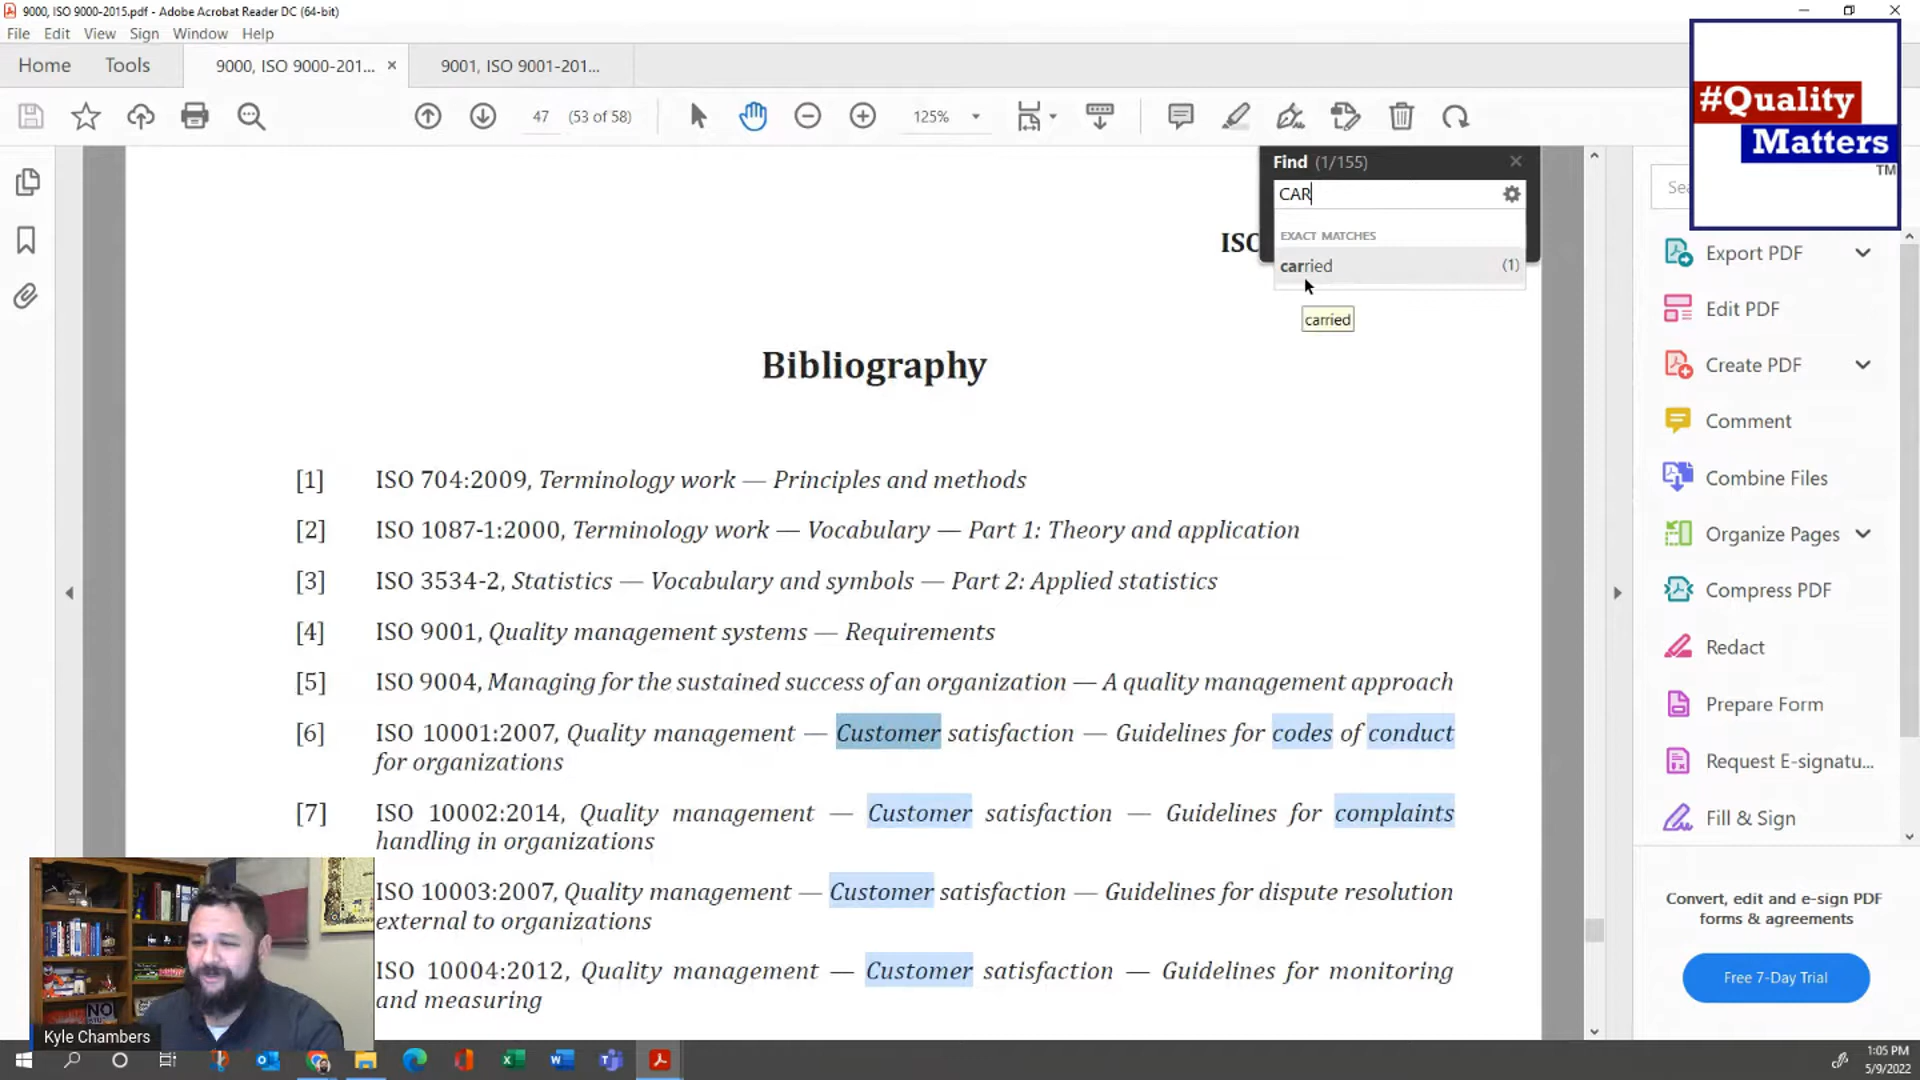 9000, ISO 9000-2015.pdf - Adobe Acrobat Reader DC (64-bit)
File Edit View Sign Window Help
Home Tools 9000, ISO 9000-201... × 9001, ISO 9001-201...
47 (53 of 58) 125%
#Quality
Matters
TM
Find (1/155)
CAR
EXACT MATCHES
carried (1)
carried
ISO
Bibliography
[1] ISO 704:2009, Terminology work — Principles and methods
[2] ISO 1087-1:2000, Terminology work — Vocabulary — Part 1: Theory and application
[3] ISO 3534-2, Statistics — Vocabulary and symbols — Part 2: Applied statistics
[4] ISO 9001, Quality management systems — Requirements
[5] ISO 9004, Managing for the sustained success of an organization — A quality management approach
[6] ISO 10001:2007, Quality management — Customer satisfaction — Guidelines for codes of conduct
for organizations
[7] ISO 10002:2014, Quality management — Customer satisfaction — Guidelines for complaints
handling in organizations
ISO 10003:2007, Quality management — Customer satisfaction — Guidelines for dispute resolution
external to organizations
ISO 10004:2012, Quality management — Customer satisfaction — Guidelines for monitoring
and measuring
Sea
Export PDF
Edit PDF
Create PDF
Comment
Combine Files
Organize Pages
Compress PDF
Redact
Prepare Form
Request E-signatu...
Fill & Sign
Convert, edit and e-sign PDF
forms & agreements
Free 7-Day Trial
NO
Kyle Chambers
1:05 PM
5/9/2022